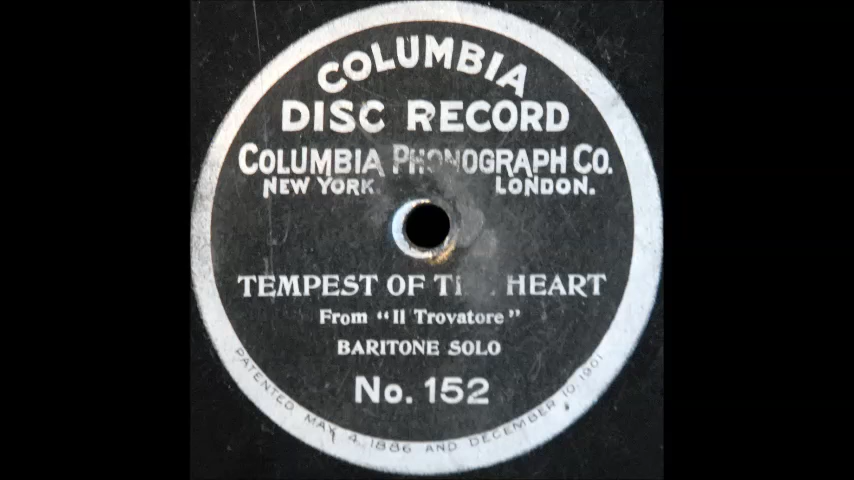 COLUMBIA
DISC RECORD
COLUMBIA PHONOGRAPH CO.
NEW YORK. LONDON.
TEMPEST OF THE HEART
From "Il Trovatore"
BARITONE SOLO
No. 152
PATENTED MAY 4, 1886 AND DECEMBER 10, 1901